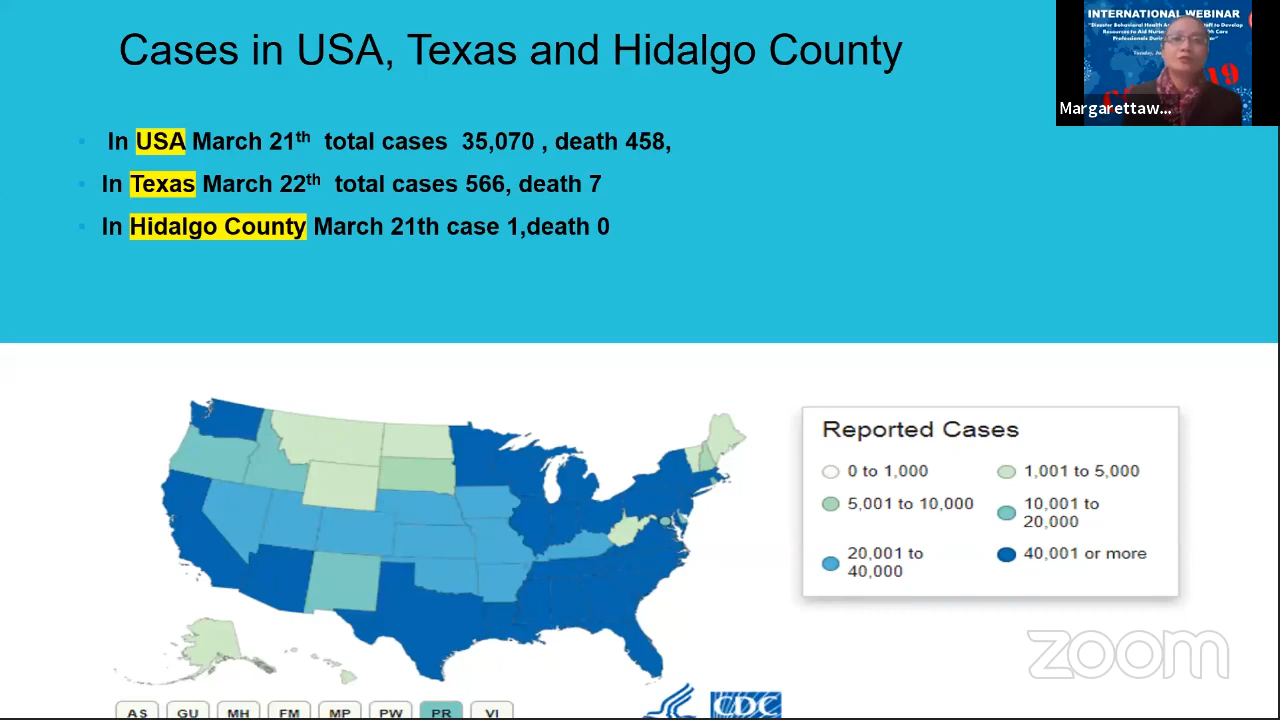 Cases in USA, Texas and Hidalgo County
INTERNATIONAL WEBINAR
Margarettaw...
In USA March 21th total cases 35,070 , death 458,
In Texas March 22th total cases 566, death 7
In Hidalgo County March 21th case 1,death 0
Reported Cases
0 to 1,000
1,001 to 5,000
5,001 to 10,000
10,001 to
20,000
20,001 to
40,000
40,001 or more
zoom
AS GU MH FM MP PW PR VI
CDC